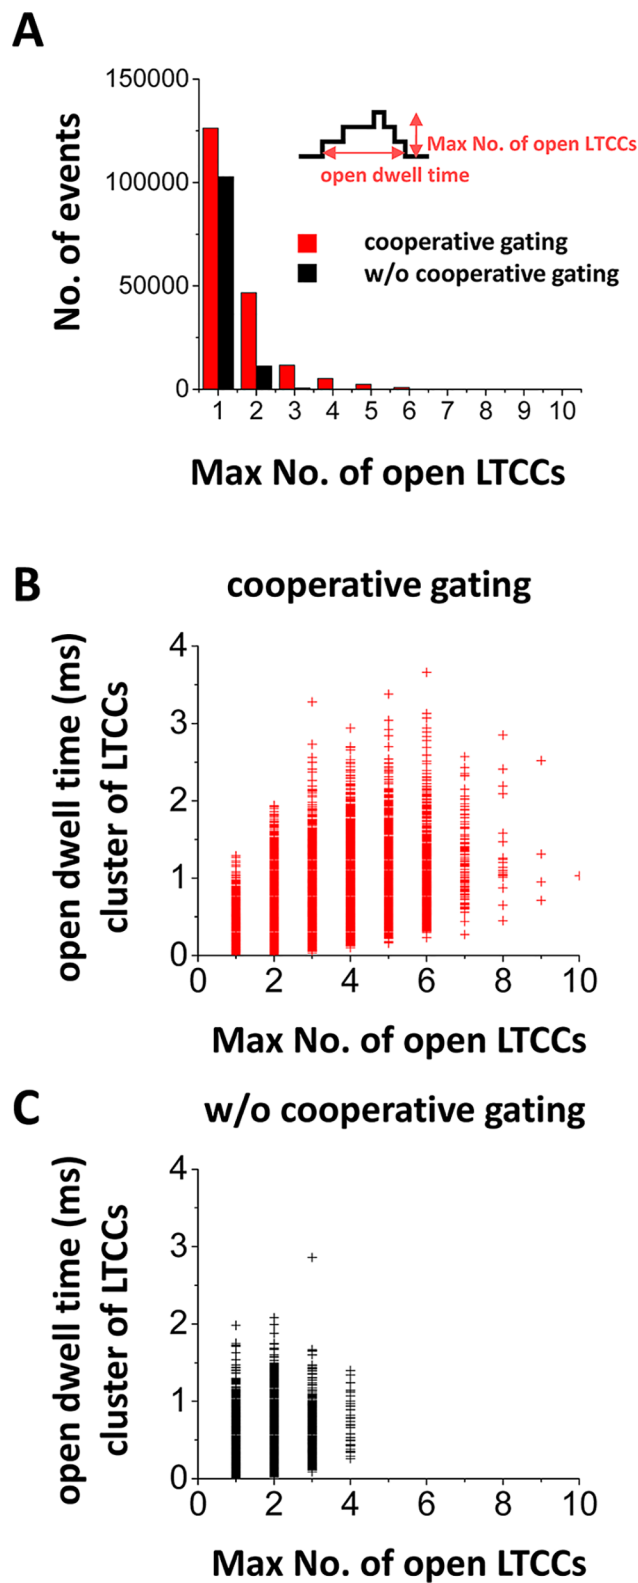 A
150000
100000
50000
0
No. of events
Max No. of open LTCCs
open dwell time
cooperative gating
w/o cooperative gating
1 2 3 4 5 6 7 8 9 10
Max No. of open LTCCs
B
cooperative gating
open dwell time (ms)
cluster of LTCCs
4
3
2
1
0
0 2 4 6 8 10
Max No. of open LTCCs
C
w/o cooperative gating
open dwell time (ms)
cluster of LTCCs
4
3
2
1
0
0 2 4 6 8 10
Max No. of open LTCCs